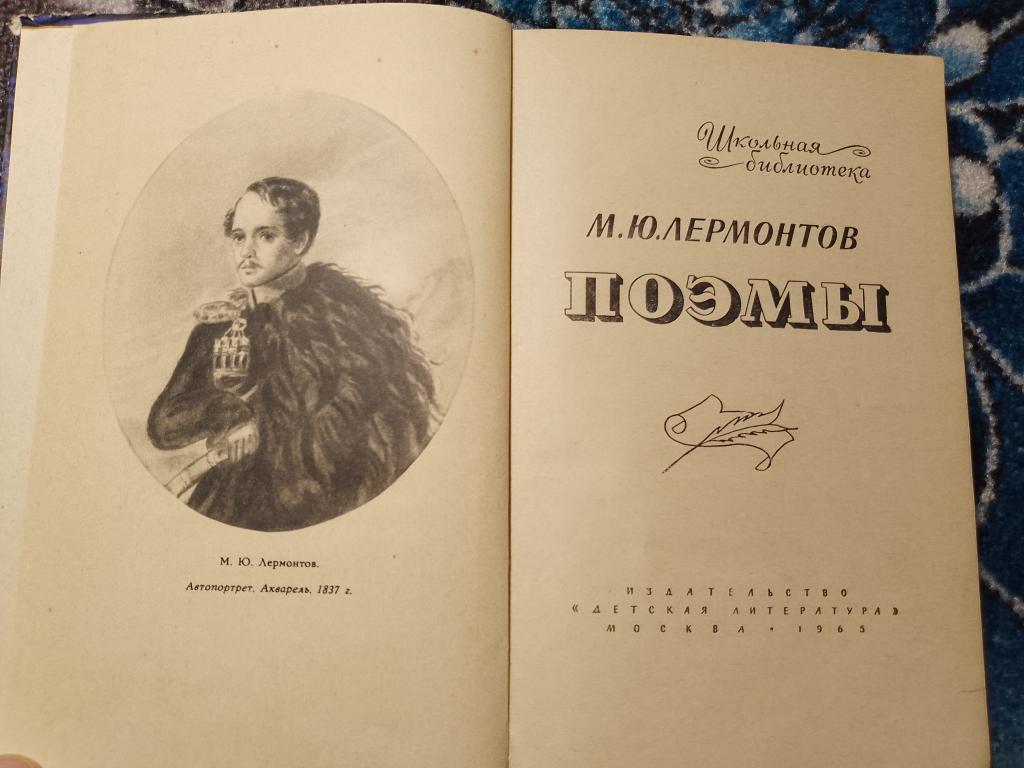 М. Ю. Лермонтов.
Автопортрет. Акварель. 1837 г.
Школьная
библиотека
М.Ю.ЛЕРМОНТОВ
ПОЭМЫ
ИЗДАТЕЛЬСТВО
«ДЕТСКАЯ ЛИТЕРАТУРА»
МОСКВА • 1965